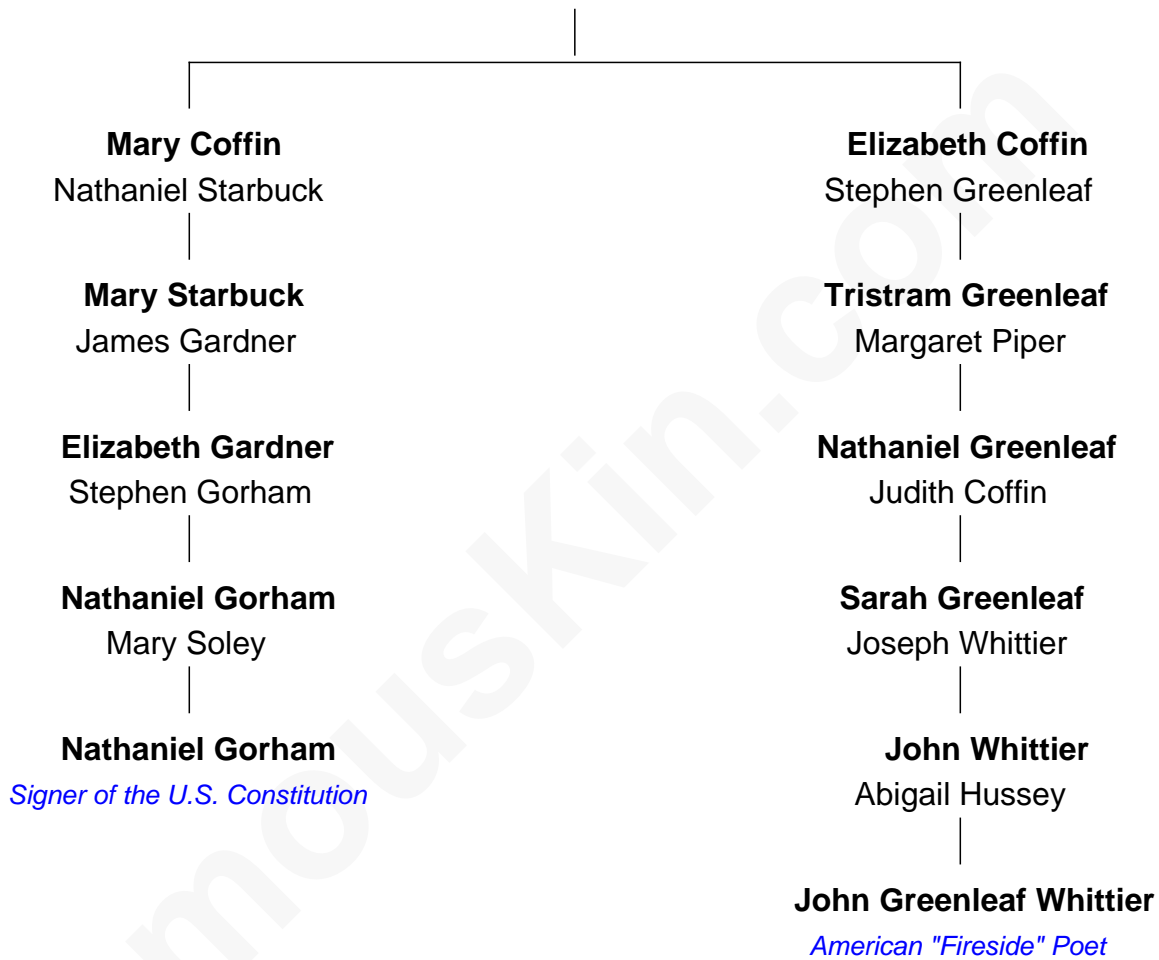 Mary Coffin
Nathaniel Starbuck
Mary Starbuck
James Gardner
Elizabeth Gardner
Stephen Gorham
Nathaniel Gorham
Mary Soley
Nathaniel Gorham
Signer of the U.S. Constitution
Elizabeth Coffin
Stephen Greenleaf
Tristram Greenleaf
Margaret Piper
Nathaniel Greenleaf
Judith Coffin
Sarah Greenleaf
Joseph Whittier
John Whittier
Abigail Hussey
John Greenleaf Whittier
American "Fireside" Poet
mousKin.com